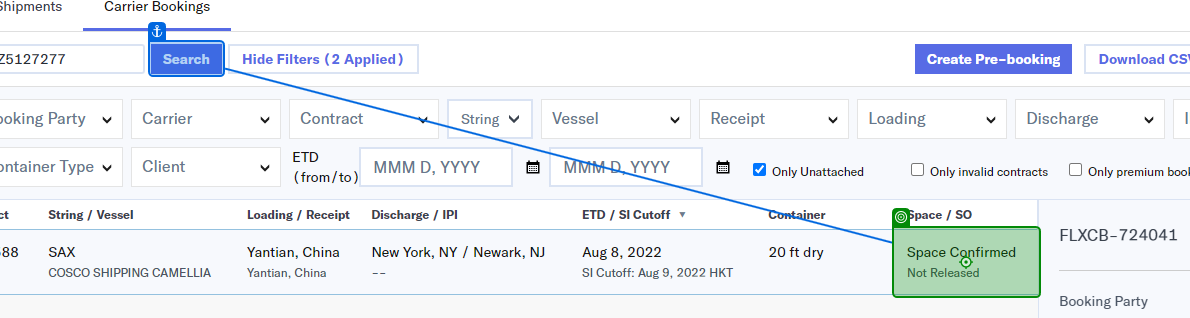 Shipments Carrier Bookings
Z5127277 Search Hide Filters (2 Applied) Create Pre-booking Download CSV
ooking Party Carrier Contract String Vessel Receipt Loading Discharge
ontainer Type Client ETD (from/to) MMM D, YYYY MMM D, YYYY Only Unattached Only invalid contracts Only premium book
ct String / Vessel Loading / Receipt Discharge / IPI ETD / SI Cutoff Container Space / SO
88 SAX Yantian, China New York, NY / Newark, NJ Aug 8, 2022 20 ft dry Space Confirmed
COSCO SHIPPING CAMELLIA Yantian, China -- SI Cutoff: Aug 9, 2022 HKT Not Released
FLXCB-724041
Booking Party